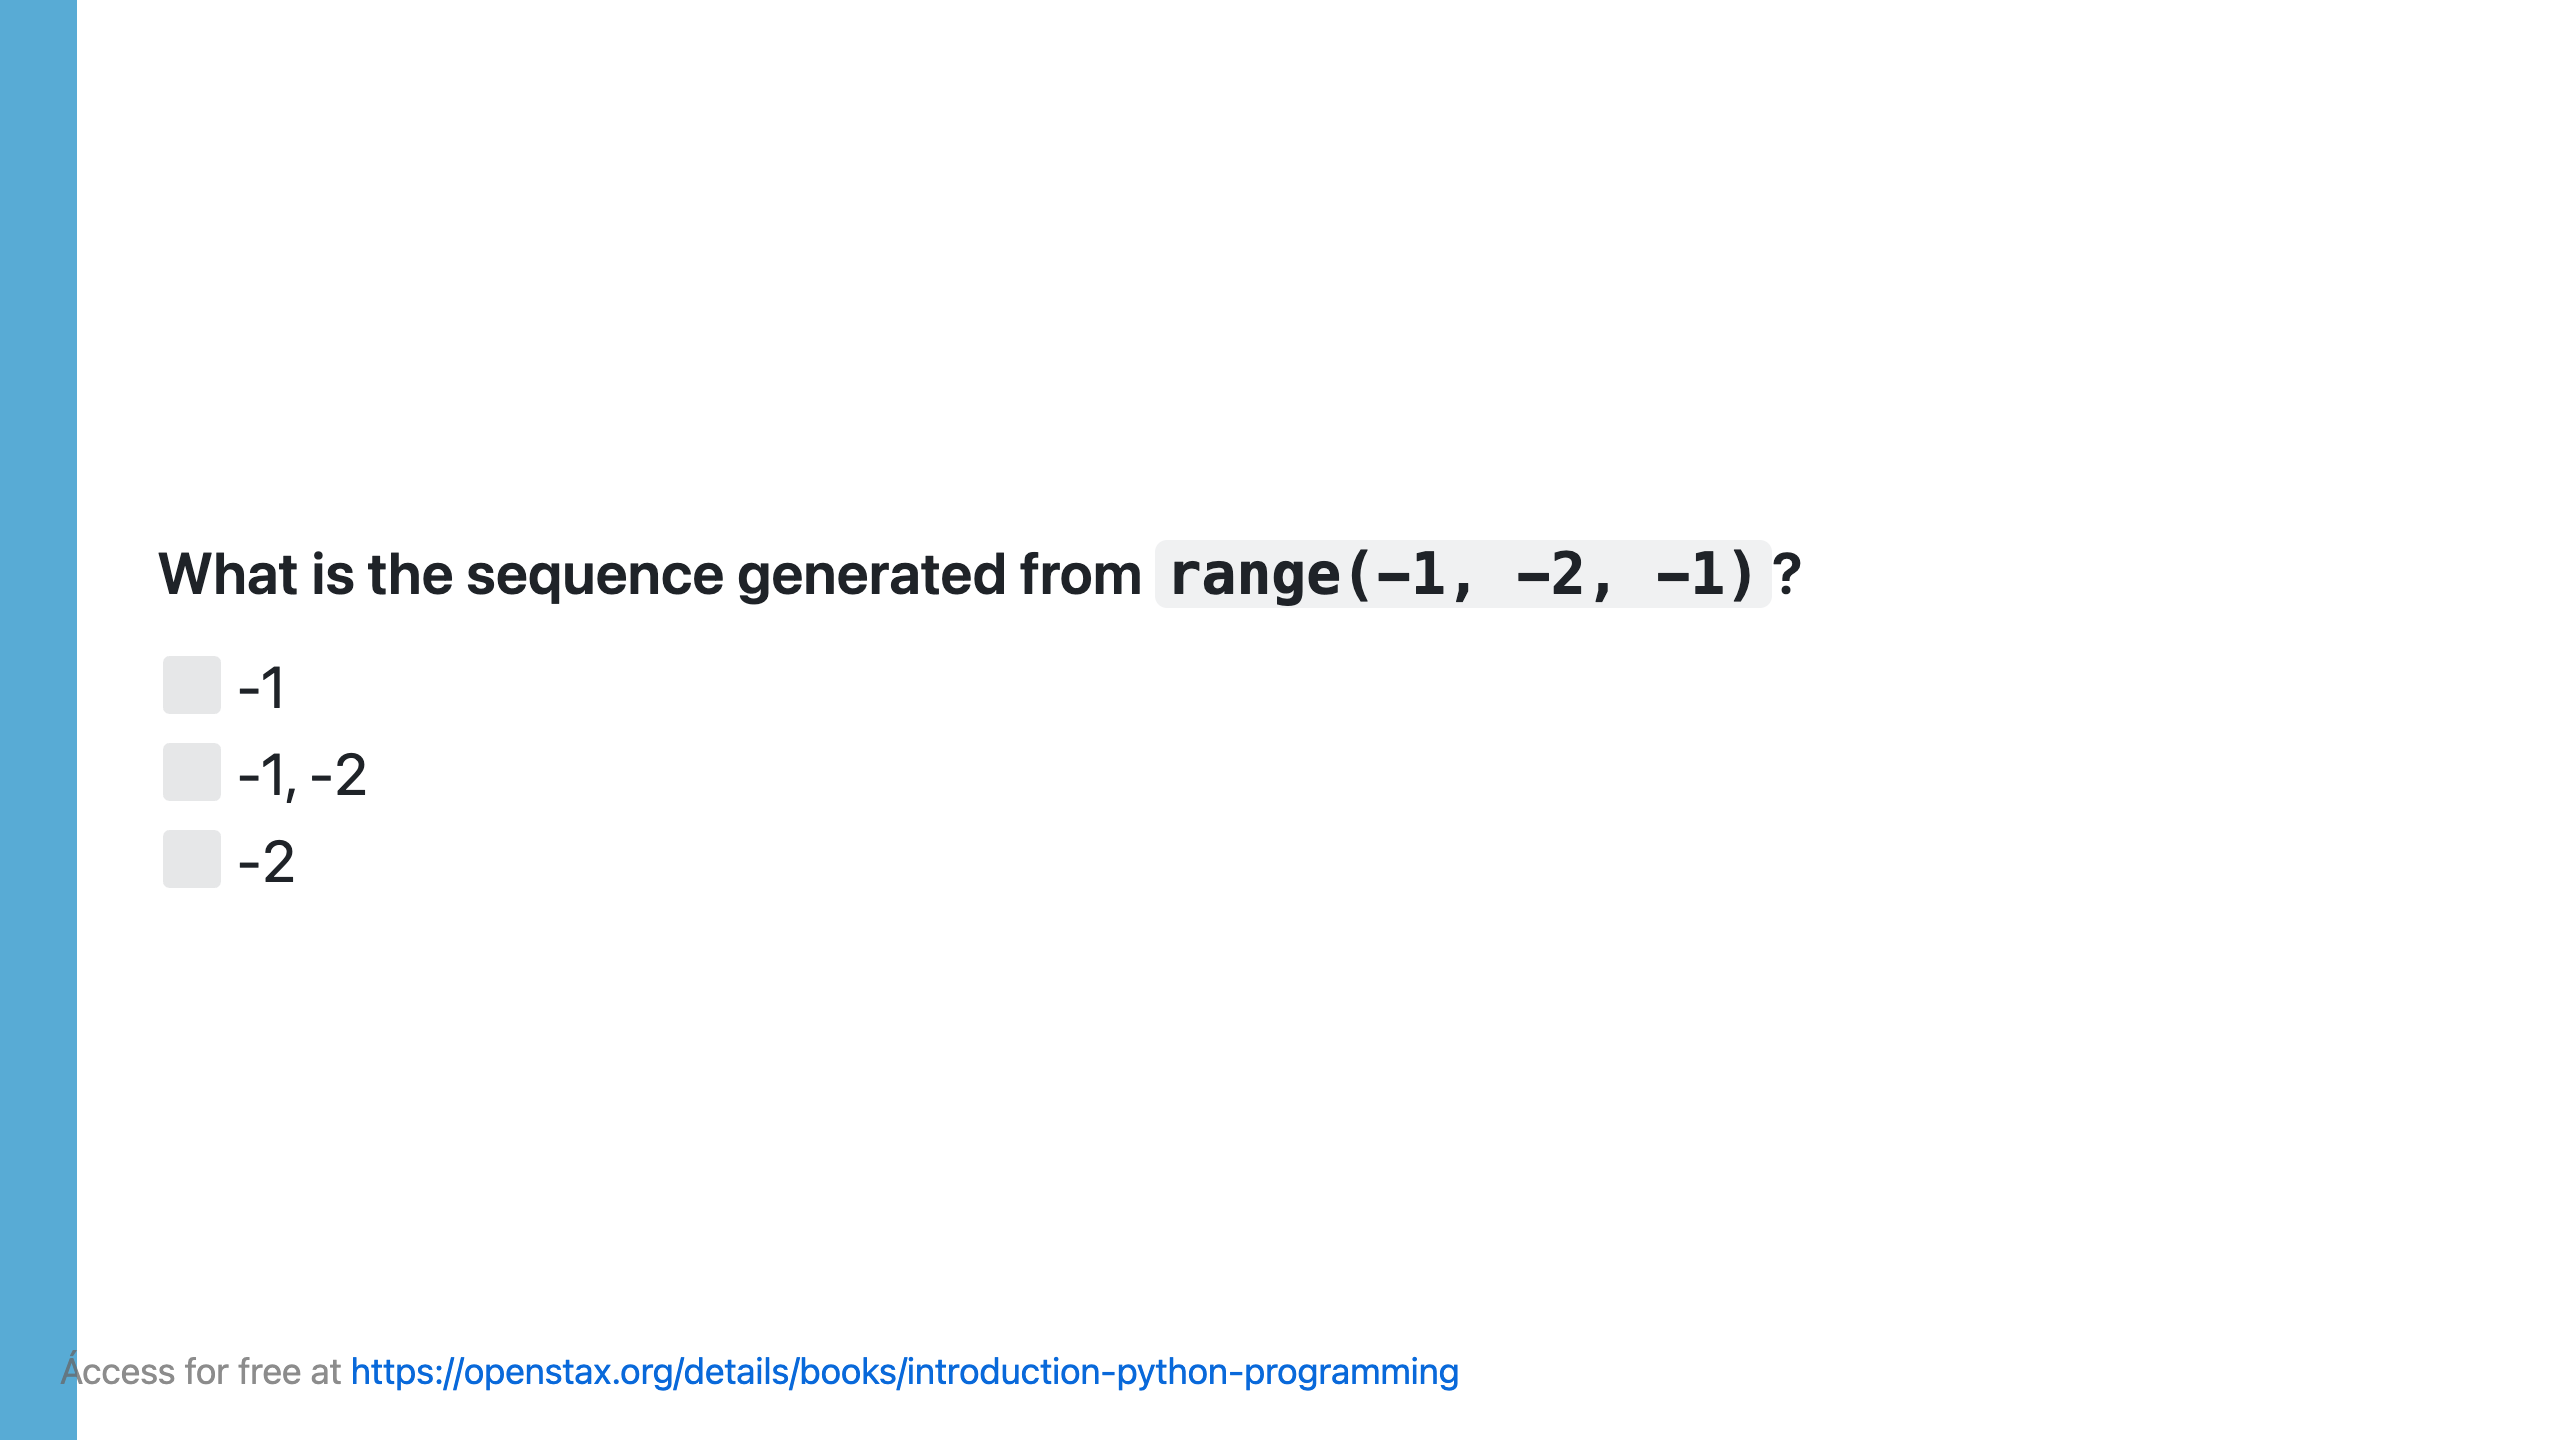 What is the sequence generated from range(-1, -2, -1)?
-1
-1, -2
-2
Áccess for free at https://openstax.org/details/books/introduction-python-programming